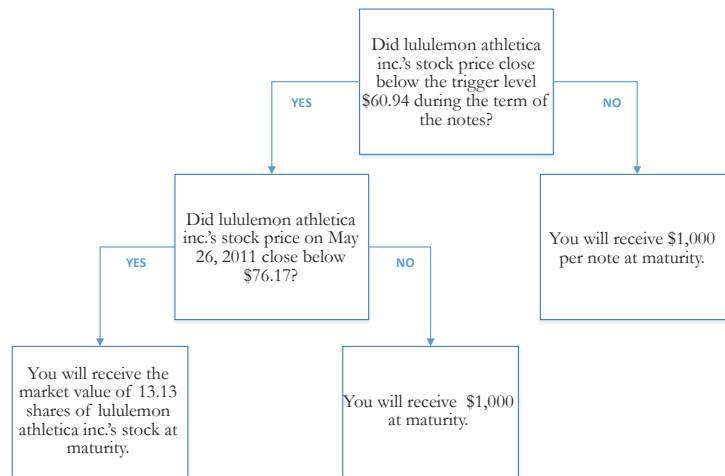 Did lululemon athletica
inc.'s stock price close
below the trigger level
$60.94 during the term of
the notes?
YES
NO
Did lululemon athletica
inc.'s stock price on May
26, 2011 close below
$76.17?
You will receive $1,000
per note at maturity.
YES
NO
You will receive the
market value of 13.13
shares of lululemon
athletica inc.'s stock at
maturity.
You will receive $1,000
at maturity.